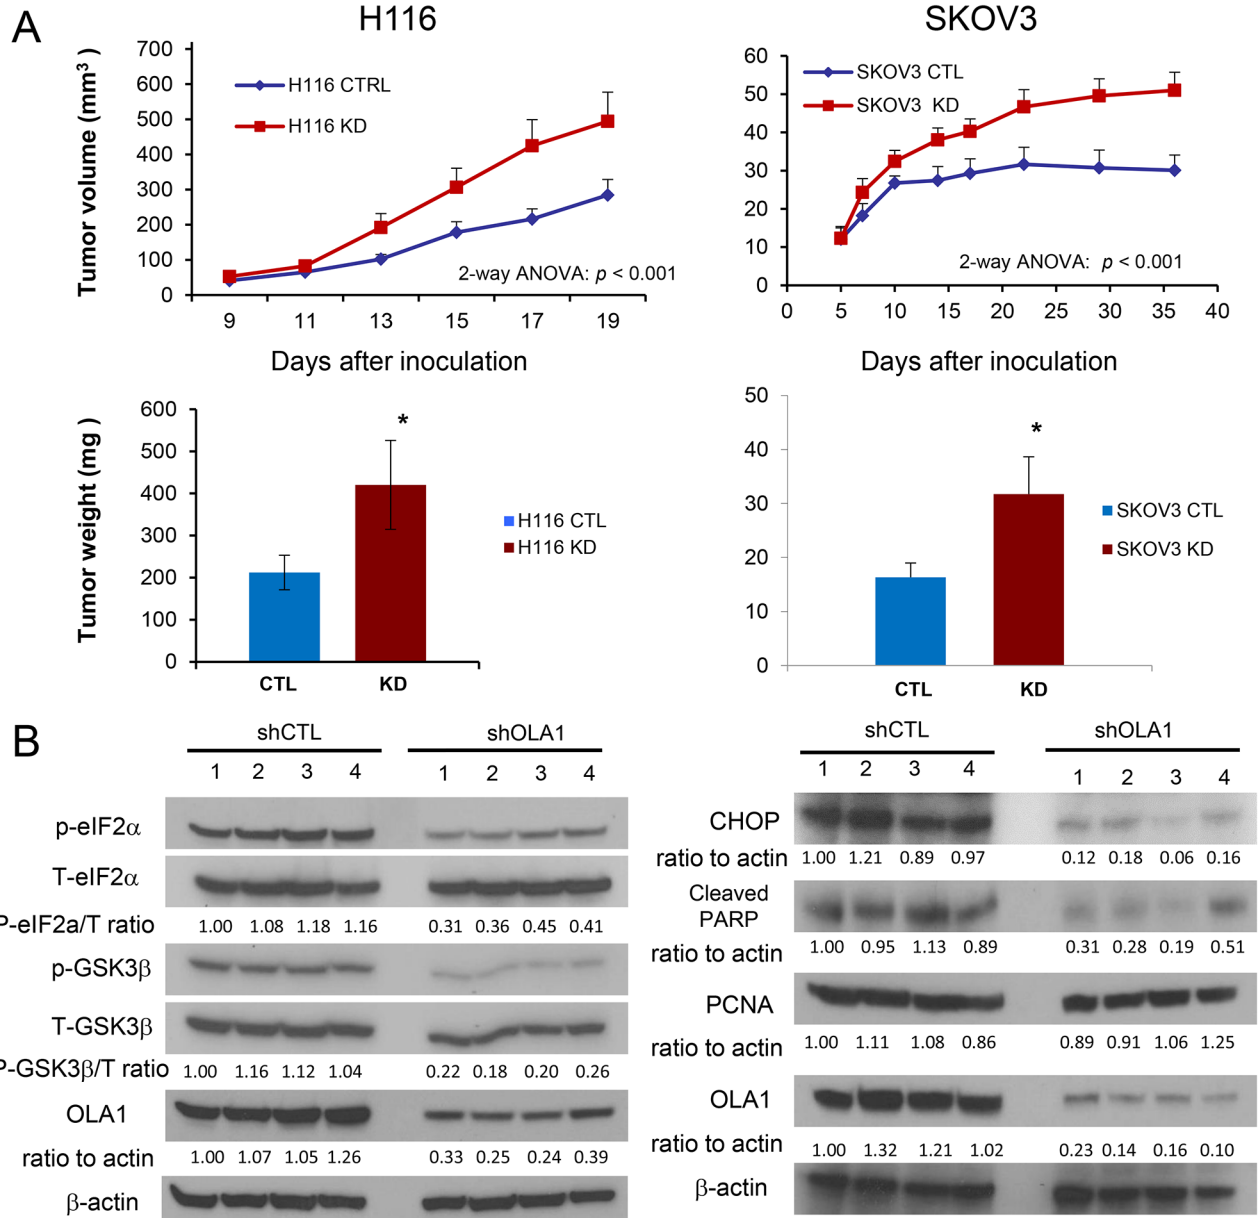 A
H116
SKOV3
Tumor volume (mm³ )
700
600
500
400
300
200
100
0
H116 CTRL
H116 KD
2-way ANOVA: p < 0.001
9 11 13 15 17 19
Days after inoculation
60
50
40
30
20
10
0
SKOV3 CTL
SKOV3 KD
2-way ANOVA: p < 0.001
0 5 10 15 20 25 30 35 40
Days after inoculation
Tumor weight (mg)
600
500
400
300
200
100
0
*
H116 CTL
H116 KD
CTL KD
50
40
30
20
10
0
*
SKOV3 CTL
SKOV3 KD
CTL KD
B
shCTL shOLA1
1 2 3 4 1 2 3 4
p-eIF2α
T-eIF2α
P-eIF2a/T ratio 1.00 1.08 1.18 1.16 0.31 0.36 0.45 0.41
p-GSK3β
T-GSK3β
P-GSK3β/T ratio 1.00 1.16 1.12 1.04 0.22 0.18 0.20 0.26
OLA1
ratio to actin 1.00 1.07 1.05 1.26 0.33 0.25 0.24 0.39
β-actin
shCTL shOLA1
1 2 3 4 1 2 3 4
CHOP
ratio to actin 1.00 1.21 0.89 0.97 0.12 0.18 0.06 0.16
Cleaved
PARP
ratio to actin 1.00 0.95 1.13 0.89 0.31 0.28 0.19 0.51
PCNA
ratio to actin 1.00 1.11 1.08 0.86 0.89 0.91 1.06 1.25
OLA1
ratio to actin 1.00 1.32 1.21 1.02 0.23 0.14 0.16 0.10
β-actin